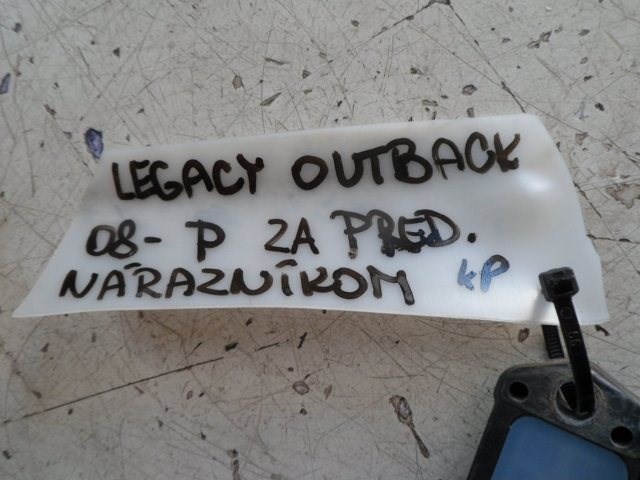 LEGACY OUTBACK
08- P ZA PRED.
NÁRAZNÍKOM KP